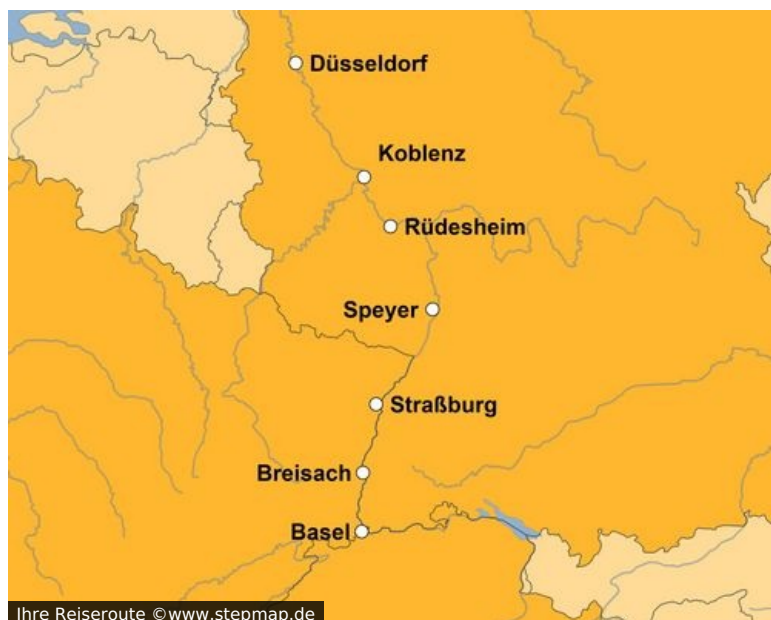 Düsseldorf
Koblenz
Rüdesheim
Speyer
Straßburg
Breisach
Basel
Ihre Reiseroute ©www.stepmap.de